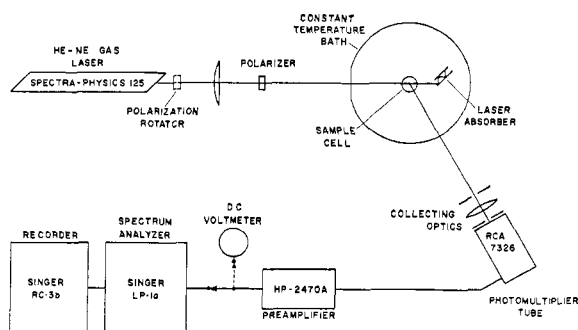 HE-NE GAS
LASER
SPECTRA-PHYSICS 125
POLARIZATION
ROTATOR
POLARIZER
CONSTANT
TEMPERATURE
BATH
SAMPLE
CELL
LASER
ABSORBER
COLLECTING
OPTICS
RCA
7326
PHOTOMULTIPLIER
TUBE
DC
VOLTMETER
HP-2470A
PREAMPLIFIER
SPECTRUM
ANALYZER
SINGER
LP-1a
RECORDER
SINGER
RC-3b